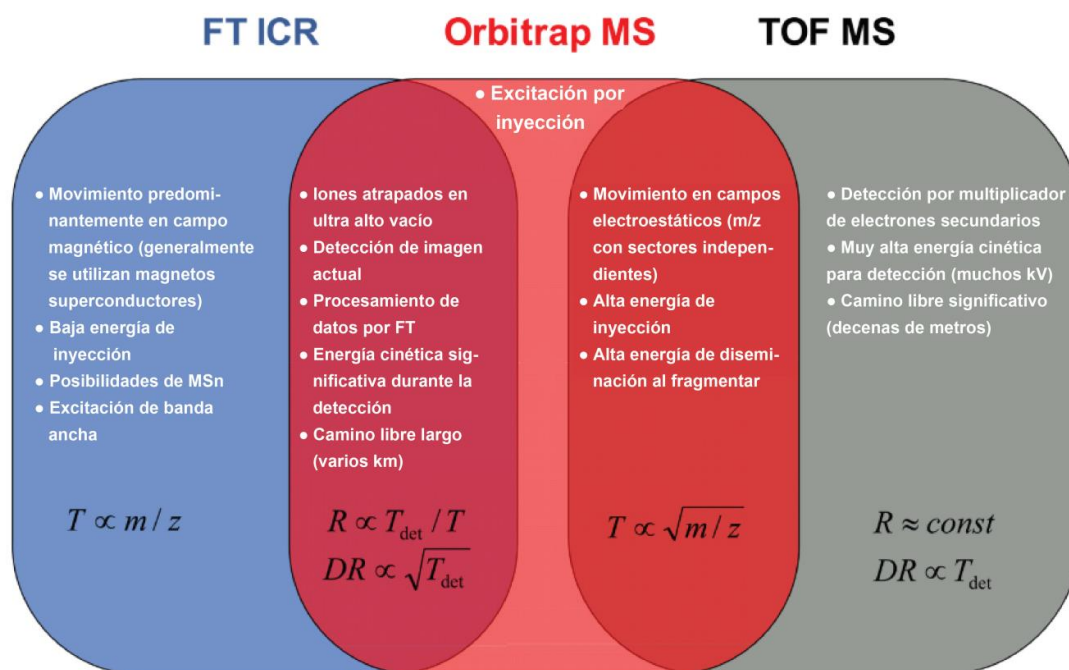 FT ICR
Orbitrap MS
TOF MS
● Excitación por
inyección
● Movimiento predomi-
nantemente en campo
magnético (generalmente
se utilizan magnetos
superconductores)
● Baja energía de
inyección
● Posibilidades de MSn
● Excitación de banda
ancha
T ∝ m / z
● Iones atrapados en
ultra alto vacío
● Detección de imagen
actual
● Procesamiento de
datos por FT
● Energía cinética sig-
nificativa durante la
detección
● Camino libre largo
(varios km)
R ∝ T_det / T
DR ∝ √T_det
● Movimiento en campos
electroestáticos (m/z
con sectores indepen-
dientes)
● Alta energía de
inyección
● Alta energía de disemi-
nación al fragmentar
T ∝ √m / z
● Detección por multiplicador
de electrones secundarios
● Muy alta energía cinética
para detección (muchos kV)
● Camino libre significativo
(decenas de metros)
R ≈ const
DR ∝ T_det